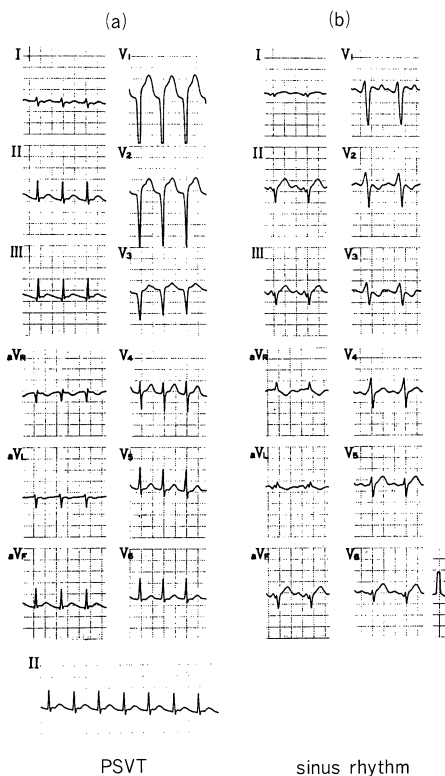 (a) (b)
I V₁ I V₁
II V₂ II V₂
III V₃ III V₃
aVR V₄ aVR V₄
aVL V₅ aVL V₅
aVF V₆ aVF V₆
II
PSVT sinus rhythm